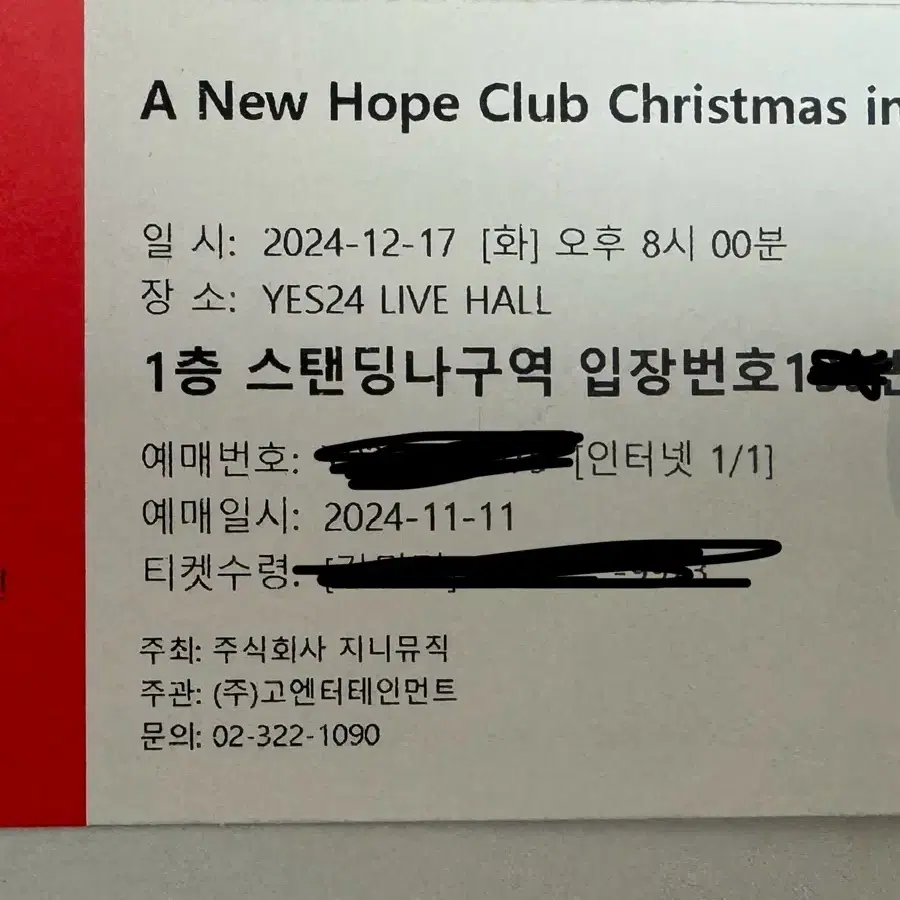 A New Hope Club Christmas in
일 시: 2024-12-17 [화] 오후 8시 00분
장 소: YES24 LIVE HALL
1층 스탠딩나구역 입장번호1
예매번호: [인터넷 1/1]
예매일시: 2024-11-11
티켓수령:
주최: 주식회사 지니뮤직
주관: (주)고엔터테인먼트
문의: 02-322-1090